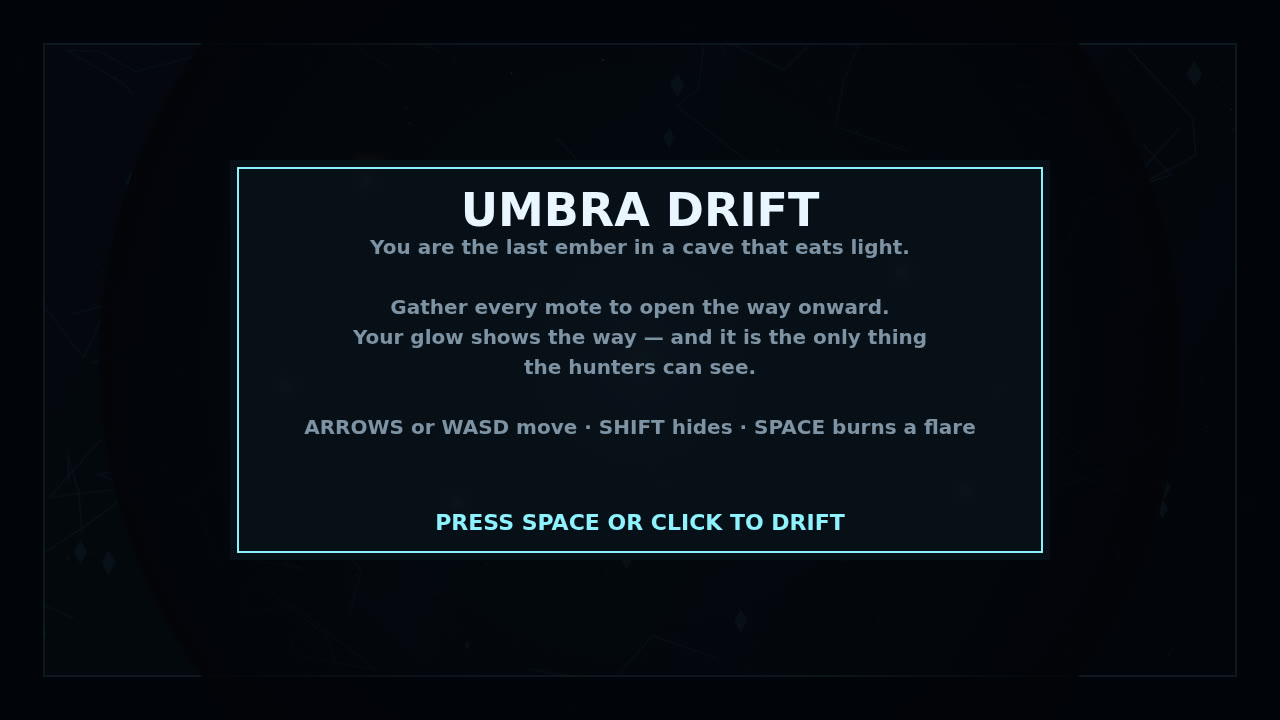 UMBRA DRIFT
You are the last ember in a cave that eats light.
Gather every mote to open the way onward.
Your glow shows the way — and it is the only thing
the hunters can see.
ARROWS or WASD move · SHIFT hides · SPACE burns a flare
PRESS SPACE OR CLICK TO DRIFT